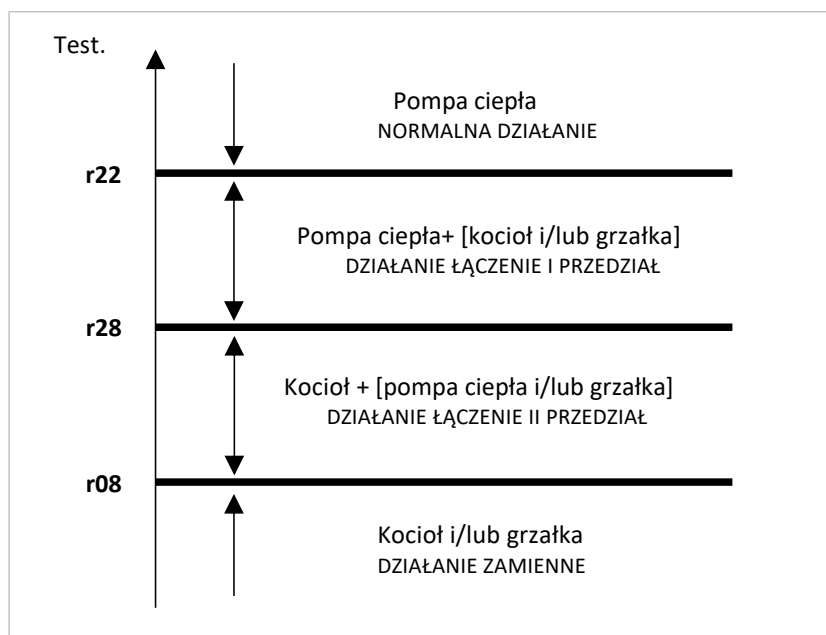 Test.
Pompa ciepła
NORMALNA DZIAŁANIE
r22
Pompa ciepła+ [kocioł i/lub grzałka]
DZIAŁANIE ŁĄCZENIE I PRZEDZIAŁ
r28
Kocioł + [pompa ciepła i/lub grzałka]
DZIAŁANIE ŁĄCZENIE II PRZEDZIAŁ
r08
Kocioł i/lub grzałka
DZIAŁANIE ZAMIENNE